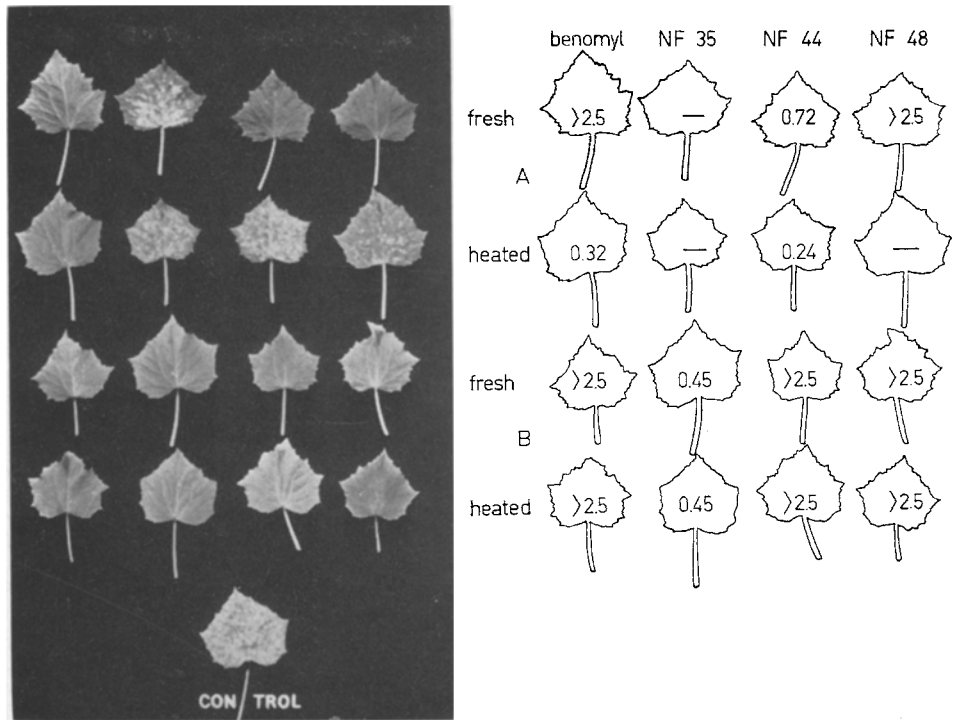 benomyl NF 35 NF 44 NF 48
fresh >2.5 — 0.72 >2.5
A
heated 0.32 — 0.24 —
fresh >2.5 0.45 >2.5 >2.5
B
heated >2.5 0.45 >2.5 >2.5
CON TROL